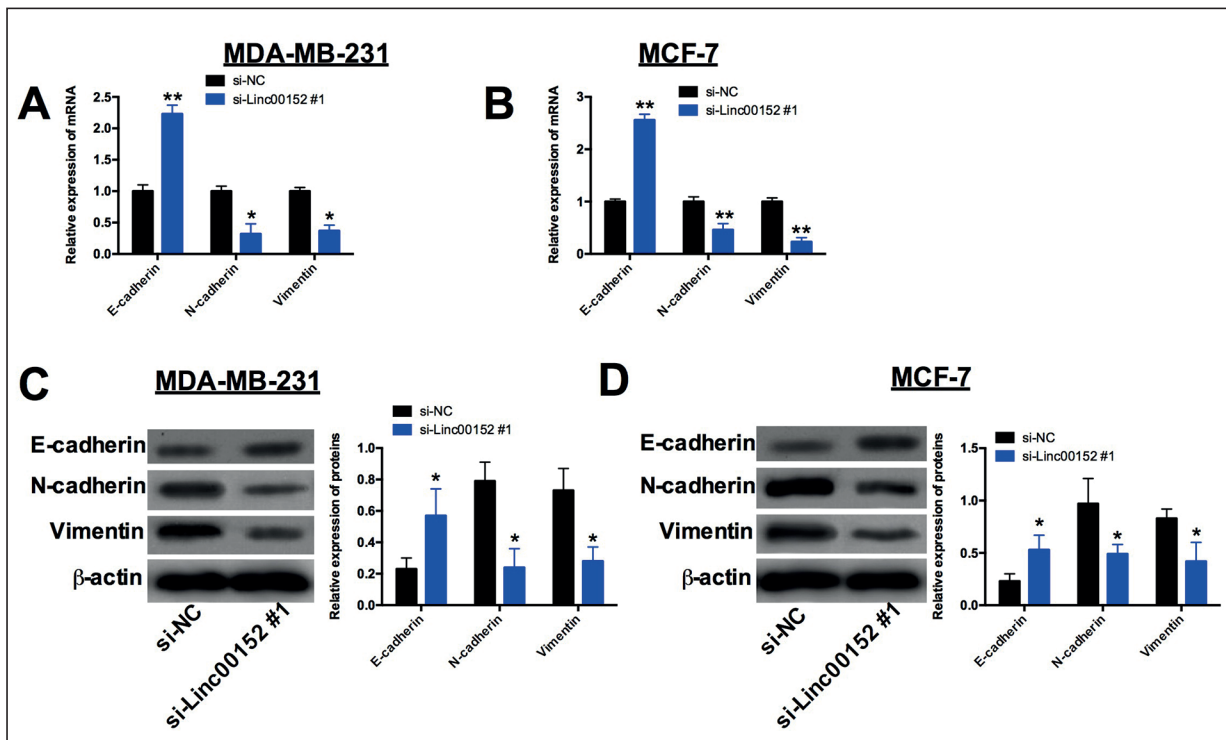 MDA-MB-231
MCF-7
A
si-NC
si-Linc00152 #1
Relative expression of mRNA
2.5
2.0
1.5
1.0
0.5
0.0
**
*
*
E-cadherin
N-cadherin
Vimentin
B
si-NC
si-Linc00152 #1
Relative expression of mRNA
3
2
1
0
**
**
**
E-cadherin
N-cadherin
Vimentin
C
MDA-MB-231
E-cadherin
N-cadherin
Vimentin
β-actin
si-NC
si-Linc00152 #1
si-NC
si-Linc00152 #1
Relative expression of proteins
0.8
0.6
0.4
0.2
0.0
1.0
*
*
*
E-cadherin
N-cadherin
Vimentin
D
MCF-7
E-cadherin
N-cadherin
Vimentin
β-actin
si-NC
si-Linc00152 #1
si-NC
si-Linc00152 #1
Relative expression of proteins
1.5
1.0
0.5
0.0
*
*
*
E-cadherin
N-cadherin
Vimentin